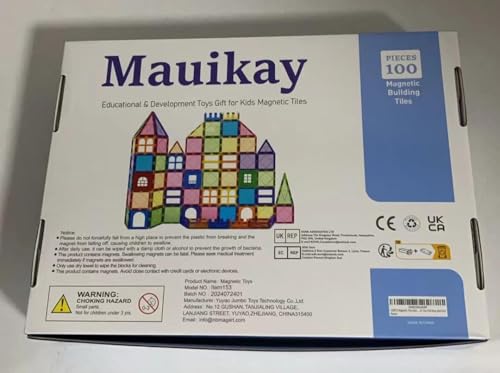 Mauikay
Educational & Development Toys Gift for Kids Magnetic Tiles
PIECES
100
Magnetic
Building
Tiles
Notice:
Please do not forcefully fall from a high place to prevent the plastic from breaking and the
magnet from falling off, causing children to swallow.
After daily use, it can be wiped with a damp cloth or alcohol to prevent the growth of bacteria.
This product contains magnets. Swallowing magnets can be fatal. Please seek medical treatment
immediately if magnets are swallowed.
Only use dry towel to wipe the blocks for cleaning.
This product contains magnets. Avoid close contact with credit cards or electronic devices.
WARNING:
CHOKING HAZARD
Small parts.
Not for children under 3 yrs.
Product Name : Magnetic Toys
Model NO./Item153
Batch NO : 2024072401
Manufacturer: Yuyao Jumbo Toys Technology Co., Ltd.
Address: No.12 GUSHAN, TANJIALING VILLAGE,
LANJIANG STREET, YUYAO, ZHEJIANG, CHINA315400
Email: info@nbmagart.com
UK REP
EC REP
CE
UK
CA